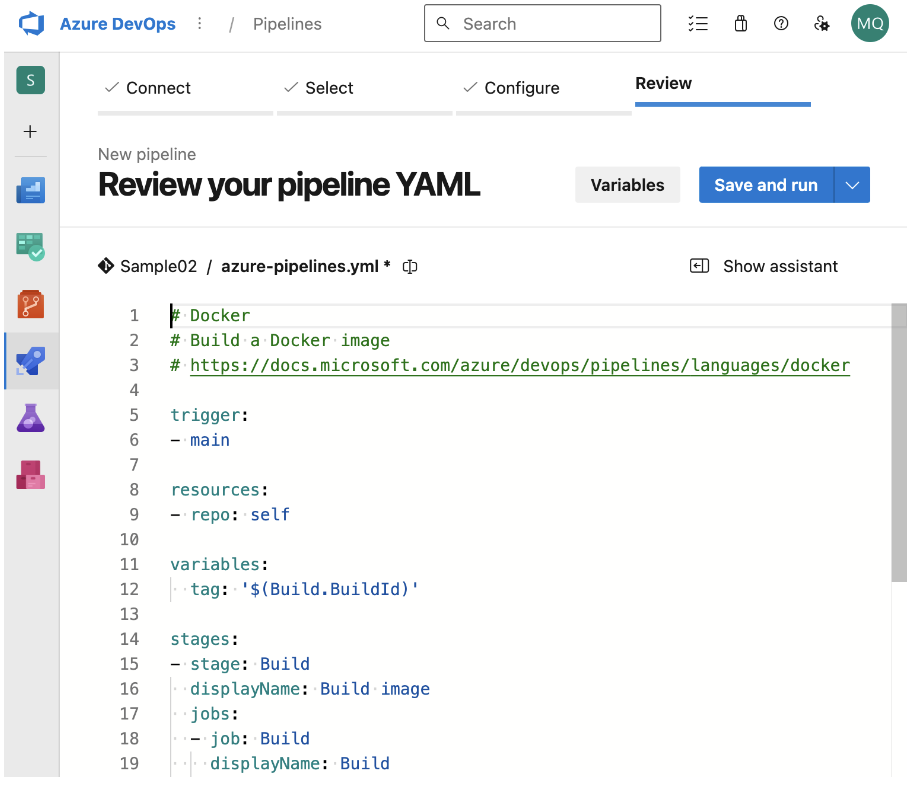 Azure DevOps / Pipelines Search MQ
S
Connect Select Configure Review
New pipeline
Review your pipeline YAML Variables Save and run
Sample02 / azure-pipelines.yml * Show assistant
1 # Docker
2 # Build a Docker image
3 # https://docs.microsoft.com/azure/devops/pipelines/languages/docker
4
5 trigger:
6 - main
7
8 resources:
9 - repo: self
10
11 variables:
12   tag: '$(Build.BuildId)'
13
14 stages:
15 - stage: Build
16   displayName: Build image
17   jobs:
18   - job: Build
19     displayName: Build